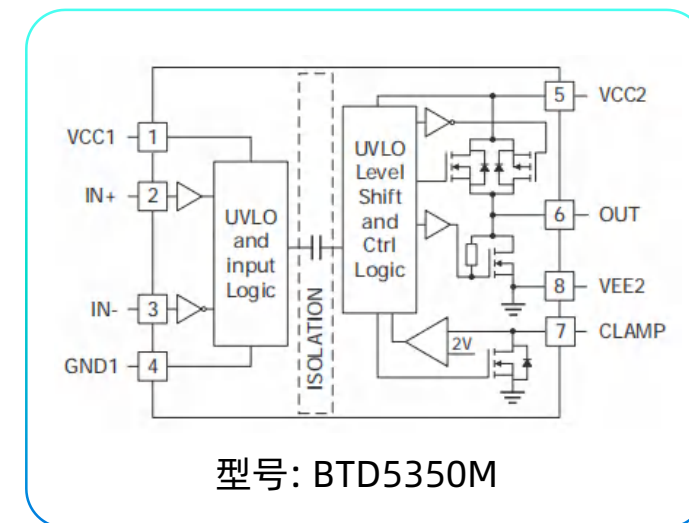 VCC1 1
IN+ 2
IN- 3
GND1 4
UVLO
and
input
Logic
ISOLATION
UVLO
Level
Shift
and
Ctrl
Logic
2V
5 VCC2
6 OUT
8 VEE2
7 CLAMP
型号: BTD5350M